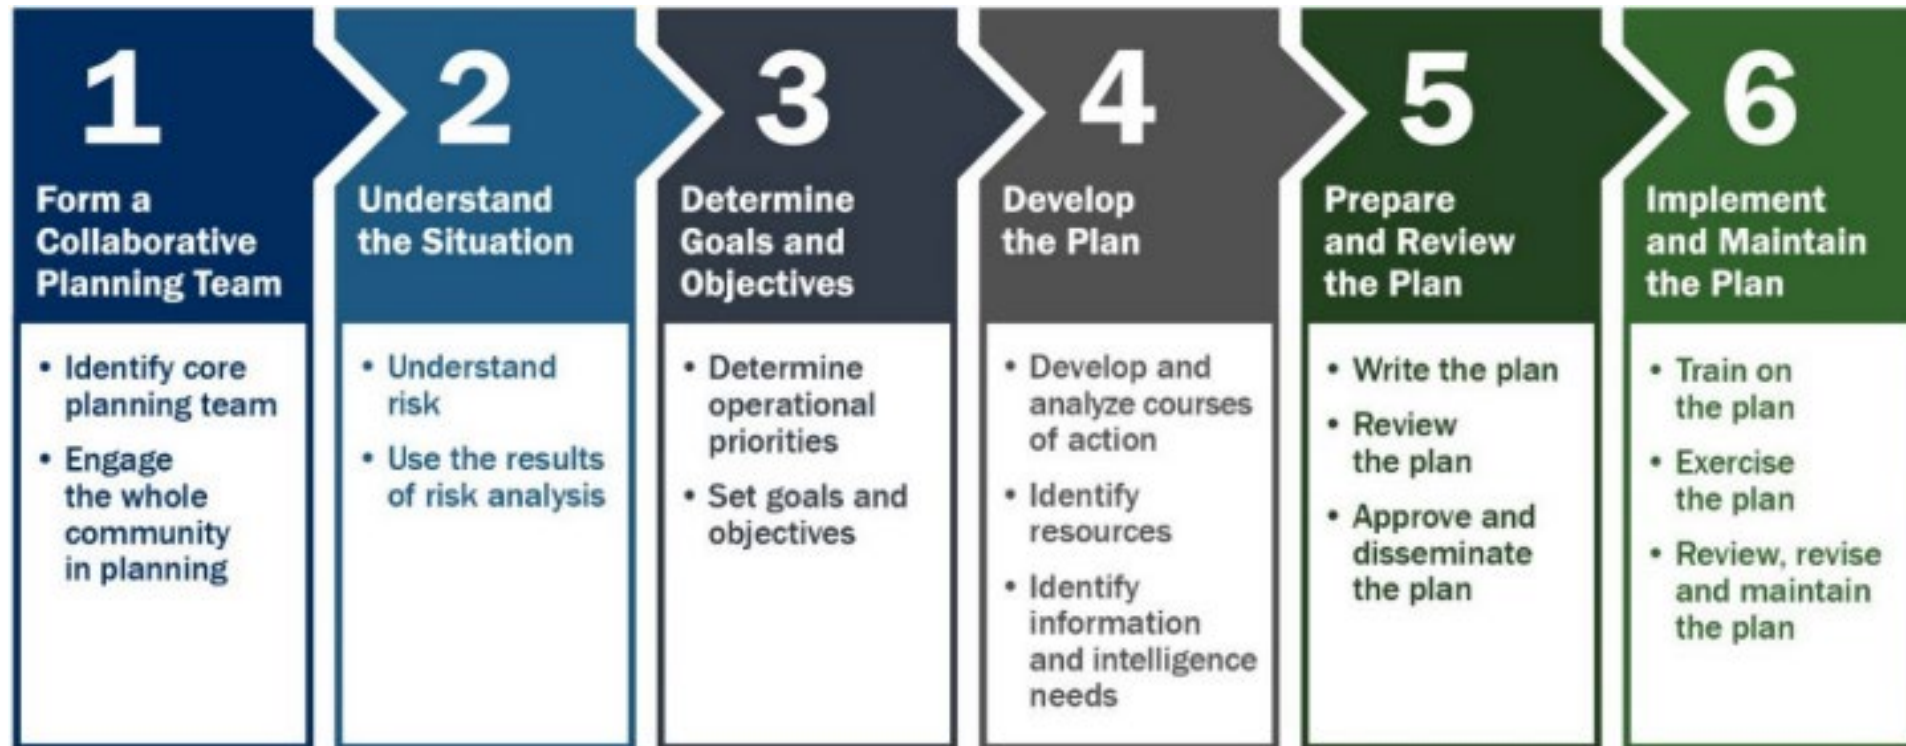 1
Form a
Collaborative
Planning Team
• Identify core
planning team
• Engage
the whole
community
in planning
2
Understand
the Situation
• Understand
risk
• Use the results
of risk analysis
3
Determine
Goals and
Objectives
• Determine
operational
priorities
• Set goals and
objectives
4
Develop
the Plan
• Develop and
analyze courses
of action
• Identify
resources
• Identify
information
and intelligence
needs
5
Prepare
and Review
the Plan
• Write the plan
• Review
the plan
• Approve and
disseminate
the plan
6
Implement
and Maintain
the Plan
• Train on
the plan
• Exercise
the plan
• Review, revise
and maintain
the plan